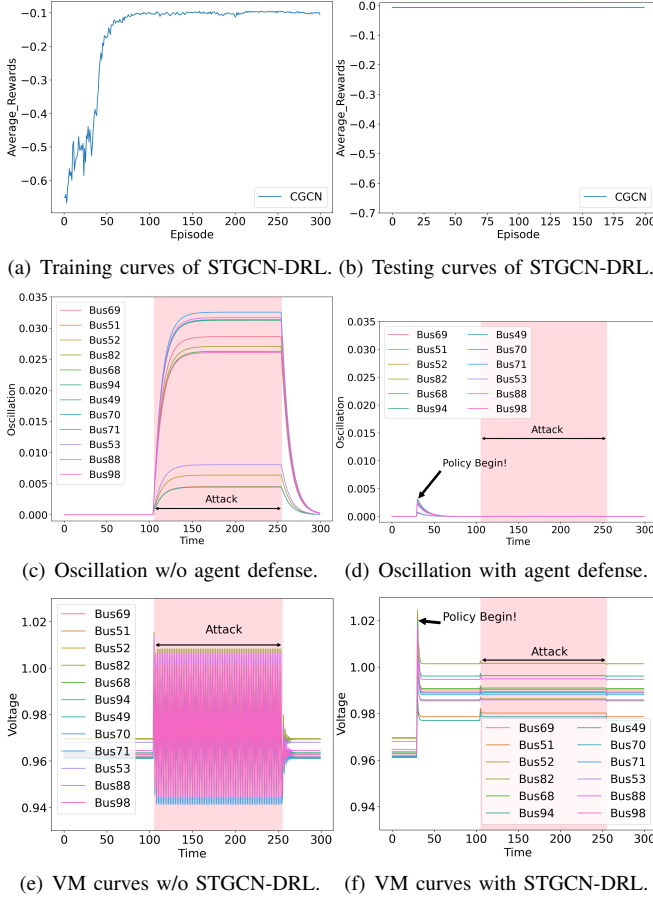 −0.1
−0.2
−0.3
−0.4
−0.5
−0.6
Average_Rewards
0 50 100 150 200 250 300
Episode
CGCN
0.0
−0.1
−0.2
−0.3
−0.4
−0.5
−0.6
−0.7
Average_Rewards
0 25 50 75 100 125 150 175 200
Episode
CGCN
(a) Training curves of STGCN-DRL. (b) Testing curves of STGCN-DRL.
0.035
0.030
0.025
0.020
0.015
0.010
0.005
0.000
Oscillation
Bus69
Bus51
Bus52
Bus82
Bus68
Bus94
Bus49
Bus70
Bus71
Bus53
Bus88
Bus98
Attack
0 50 100 150 200 250 300
Time
0.035
0.030
0.025
0.020
0.015
0.010
0.005
0.000
Oscillation
Bus69 Bus49
Bus51 Bus70
Bus52 Bus71
Bus82 Bus53
Bus68 Bus88
Bus94 Bus98
Attack
Policy Begin!
0 50 100 150 200 250 300
Time
(c) Oscillation w/o agent defense. (d) Oscillation with agent defense.
1.02
1.00
0.98
0.96
0.94
Voltage
Bus69
Bus51
Bus52
Bus82
Bus68
Bus94
Bus49
Bus70
Bus71
Bus53
Bus88
Bus98
Attack
0 50 100 150 200 250 300
Time
1.02
1.00
0.98
0.96
0.94
Voltage
Policy Begin!
Attack
Bus69 Bus49
Bus51 Bus70
Bus52 Bus71
Bus82 Bus53
Bus68 Bus88
Bus94 Bus98
0 50 100 150 200 250 300
Time
(e) VM curves w/o STGCN-DRL. (f) VM curves with STGCN-DRL.